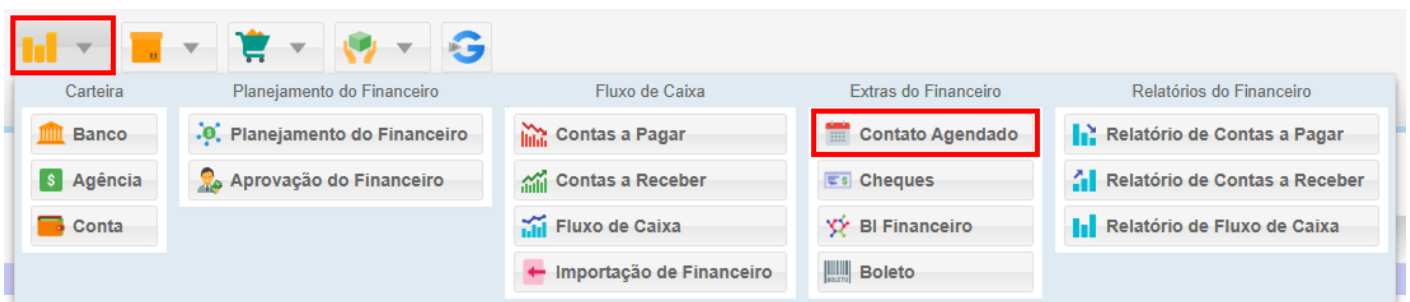 Carteira
Banco
Agência
Conta
Planejamento do Financeiro
Planejamento do Financeiro
Aprovação do Financeiro
Fluxo de Caixa
Contas a Pagar
Contas a Receber
Fluxo de Caixa
Importação de Financeiro
Extras do Financeiro
Contato Agendado
Cheques
BI Financeiro
BOLETO
Boleto
Relatórios do Financeiro
Relatório de Contas a Pagar
Relatório de Contas a Receber
Relatório de Fluxo de Caixa